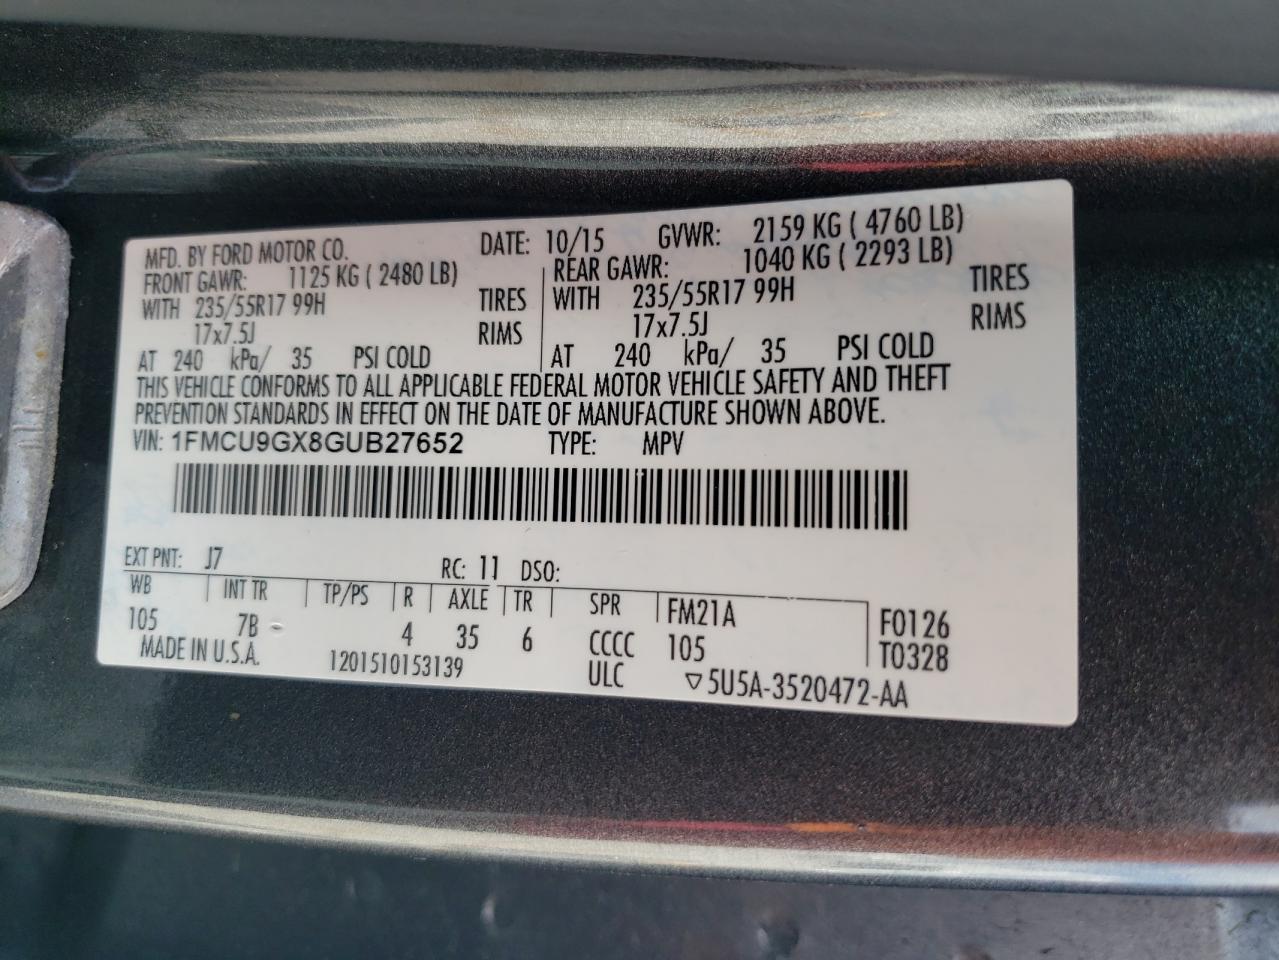 MFD. BY FORD MOTOR CO. DATE: 10/15 GVWR: 2159 KG ( 4760 LB)
FRONT GAWR: 1125 KG ( 2480 LB) REAR GAWR: 1040 KG ( 2293 LB)
WITH 235/55R17 99H TIRES WITH 235/55R17 99H TIRES
17x7.5J RIMS 17x7.5J RIMS
AT 240 kPa/ 35 PSI COLD AT 240 kPa/ 35 PSI COLD
THIS VEHICLE CONFORMS TO ALL APPLICABLE FEDERAL MOTOR VEHICLE SAFETY AND THEFT
PREVENTION STANDARDS IN EFFECT ON THE DATE OF MANUFACTURE SHOWN ABOVE.
VIN: 1FMCU9GX8GUB27652 TYPE: MPV
EXT PNT: J7 RC: 11 DSO:
WB INT TR TP/PS R AXLE TR SPR FM21A F0126
105 7B - 4 35 6 CCCC 105 T0328
MADE IN U.S.A. 1201510153139 ULC ▽5U5A-3520472-AA